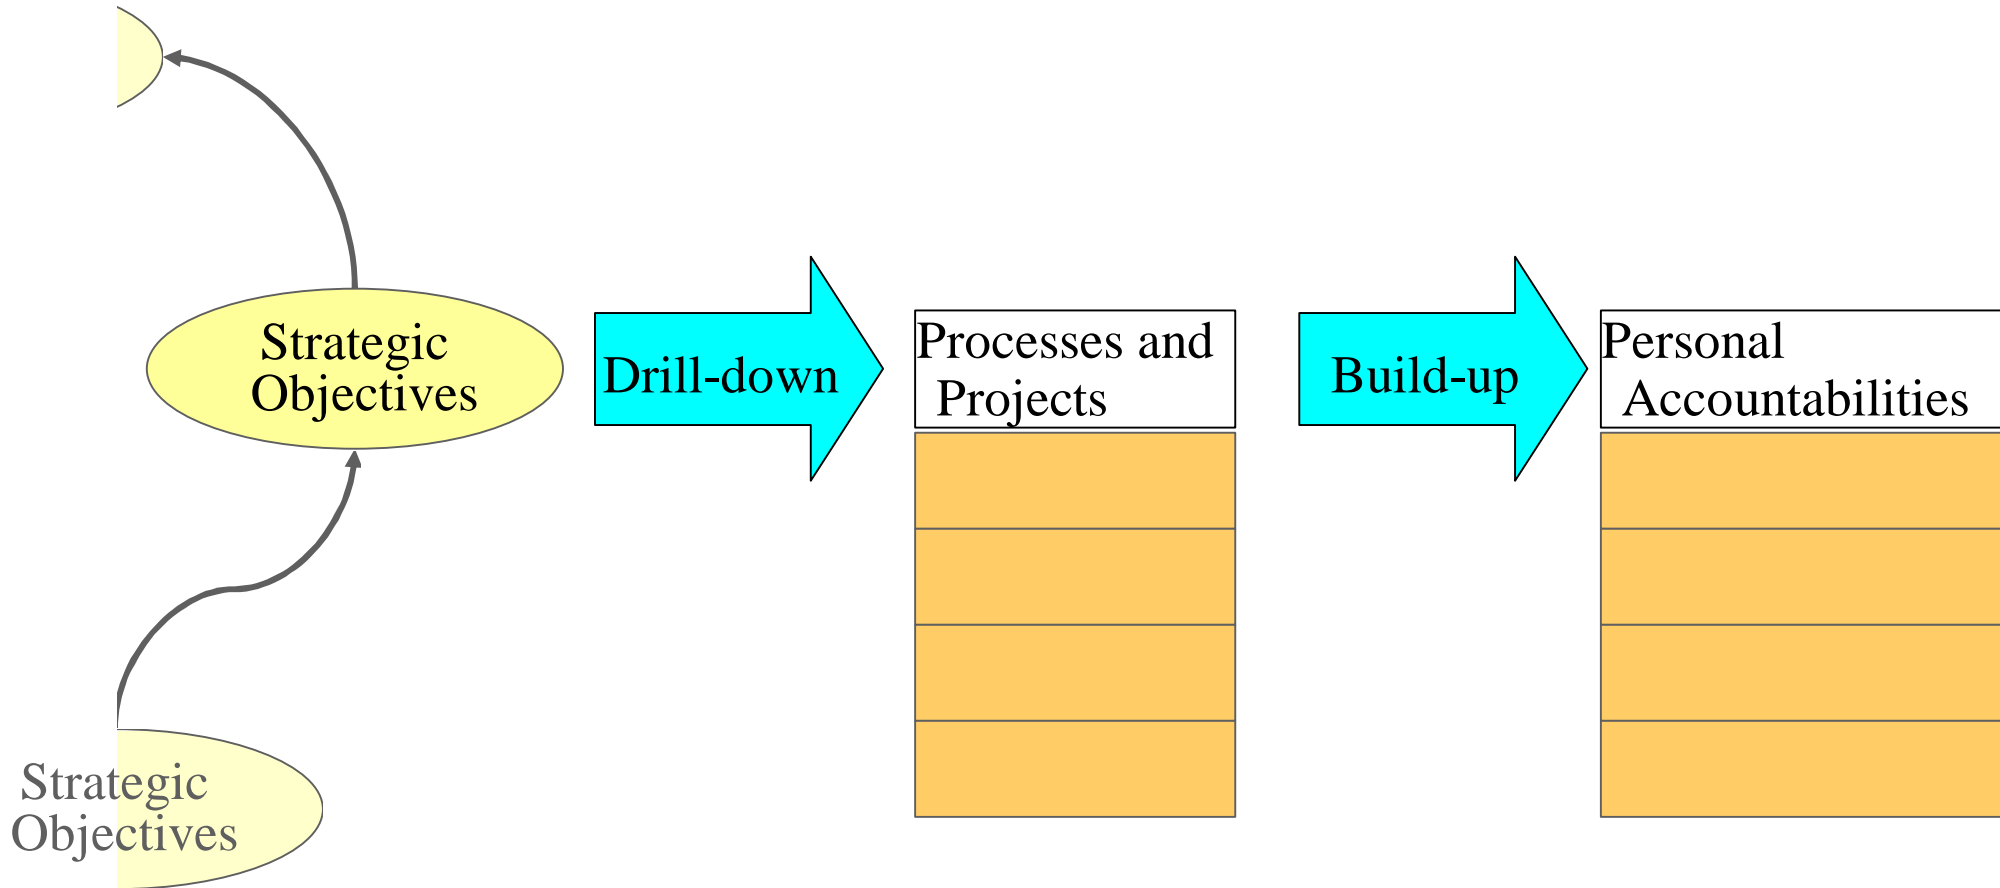 Strategic
Objectives
Drill-down
Processes and
Projects
Build-up
Personal
Accountabilities
Strategic
Objectives